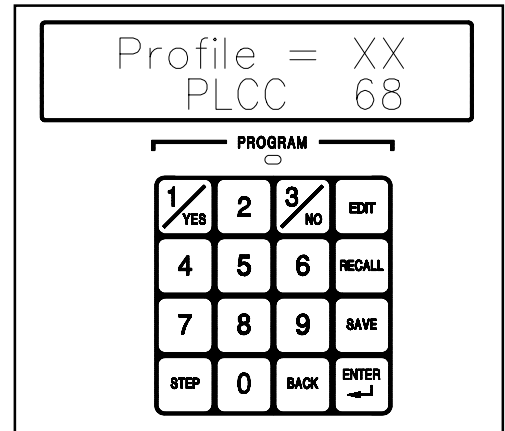 Profile = XX
PLCC 68
PROGRAM
1/YES 2 3/NO EDIT
4 5 6 RECALL
7 8 9 SAVE
STEP 0 BACK ENTER